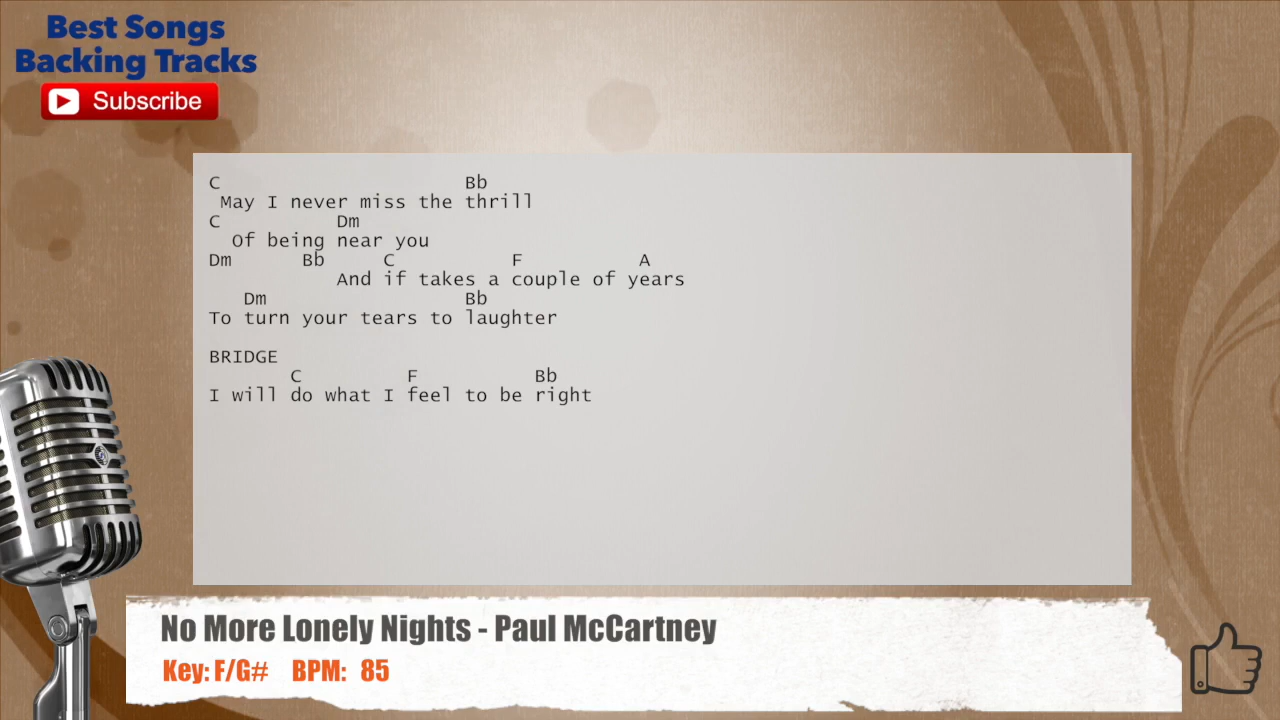 Best Songs
Backing Tracks
Subscribe
C                     Bb
 May I never miss the thrill
C          Dm
  Of being near you
Dm      Bb     C          F          A
           And if takes a couple of years
   Dm                 Bb
To turn your tears to laughter
BRIDGE
       C         F          Bb
I will do what I feel to be right
No More Lonely Nights - Paul McCartney
Key: F/G# BPM: 85